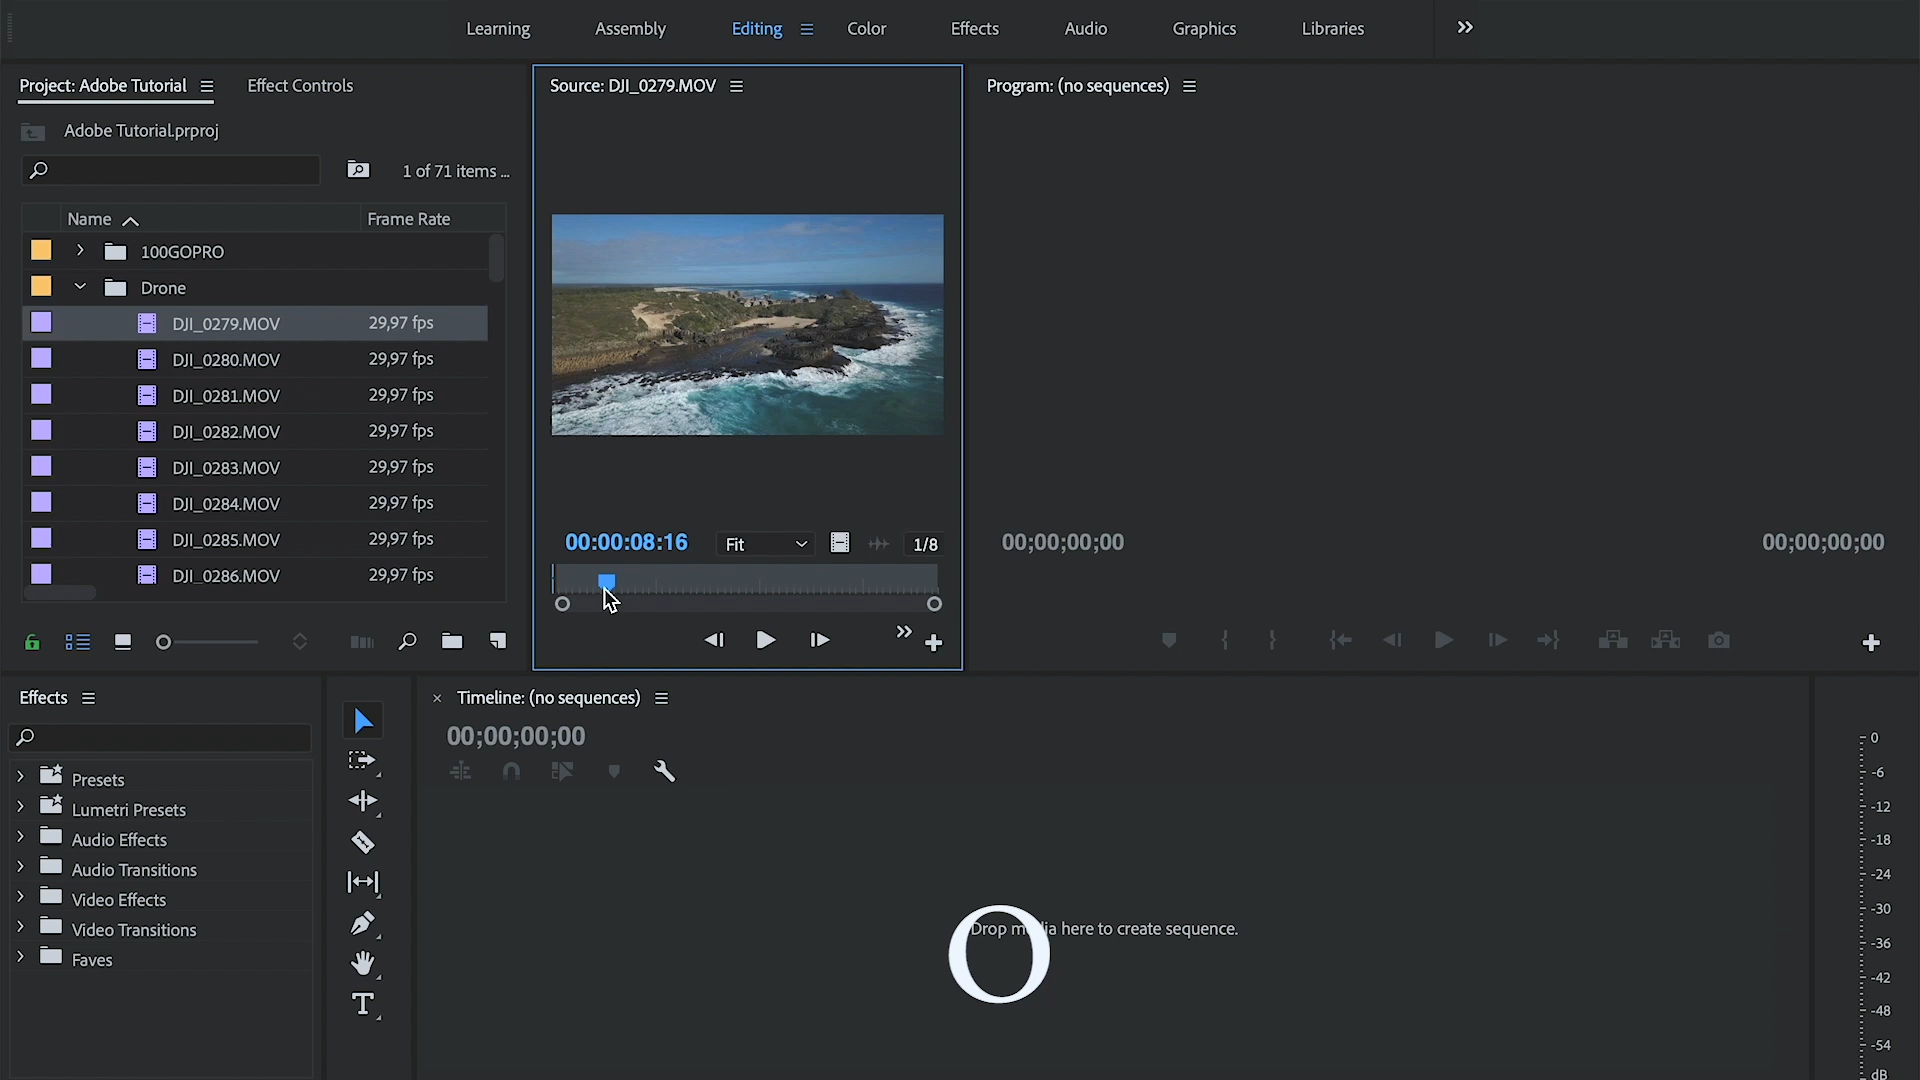 Learning Assembly Editing Color Effects Audio Graphics Libraries
Project: Adobe Tutorial Effect Controls
Adobe Tutorial.prproj
1 of 71 items ...
Name Frame Rate
100GOPRO
Drone
DJI_0279.MOV 29,97 fps
DJI_0280.MOV 29,97 fps
DJI_0281.MOV 29,97 fps
DJI_0282.MOV 29,97 fps
DJI_0283.MOV 29,97 fps
DJI_0284.MOV 29,97 fps
DJI_0285.MOV 29,97 fps
DJI_0286.MOV 29,97 fps
Source: DJI_0279.MOV
00:00:08:16 Fit 1/8
Program: (no sequences)
00;00;00;00 00;00;00;00
Effects
Presets
Lumetri Presets
Audio Effects
Audio Transitions
Video Effects
Video Transitions
Faves
Timeline: (no sequences)
00;00;00;00
Drop media here to create sequence.
O
0
-6
-12
-18
-24
-30
-36
-42
-48
-54
dB